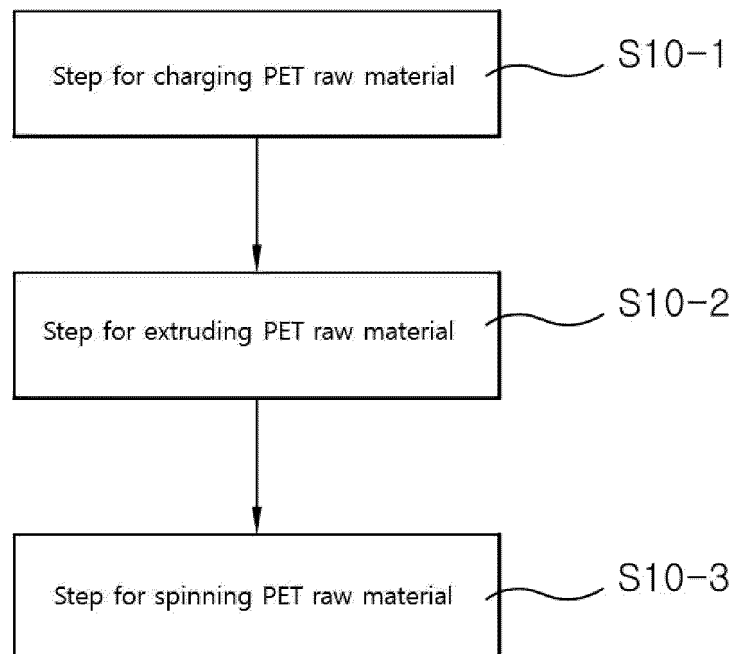 Step for charging PET raw material
S10-1
Step for extruding PET raw material
S10-2
Step for spinning PET raw material
S10-3